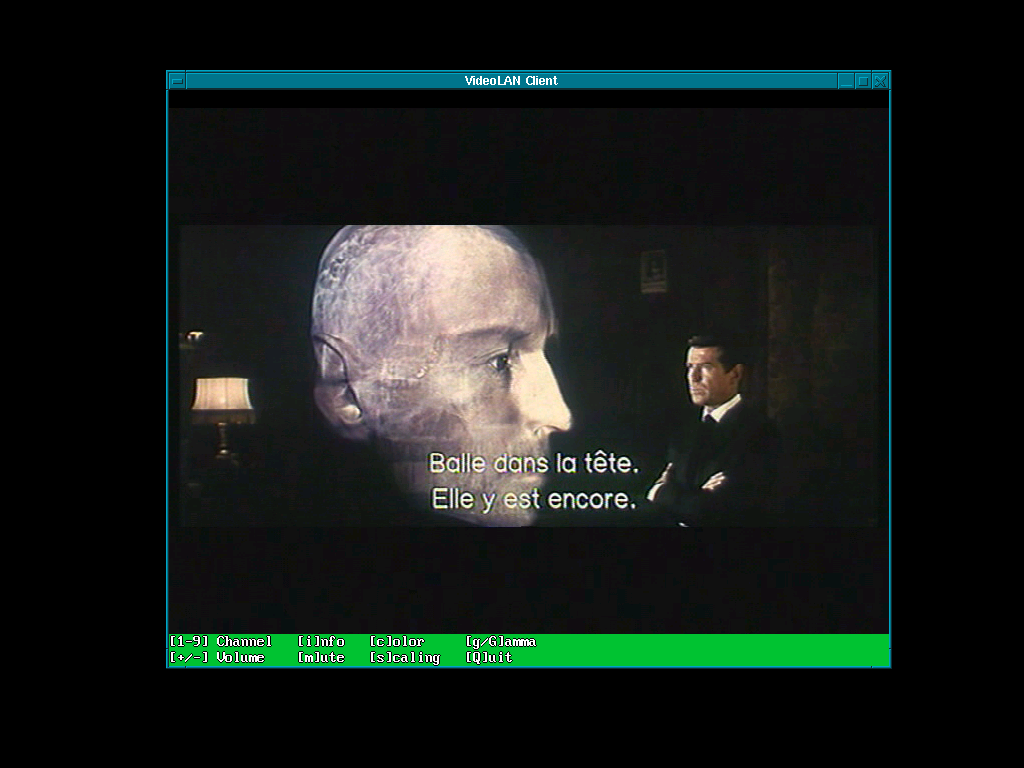 VideoLAN Client
Balle dans la tête.
Elle y est encore.
[1-9] Channel [i]nfo [c]olor [g/G]amma
[+/-] Volume [m]ute [s]caling [Q]uit